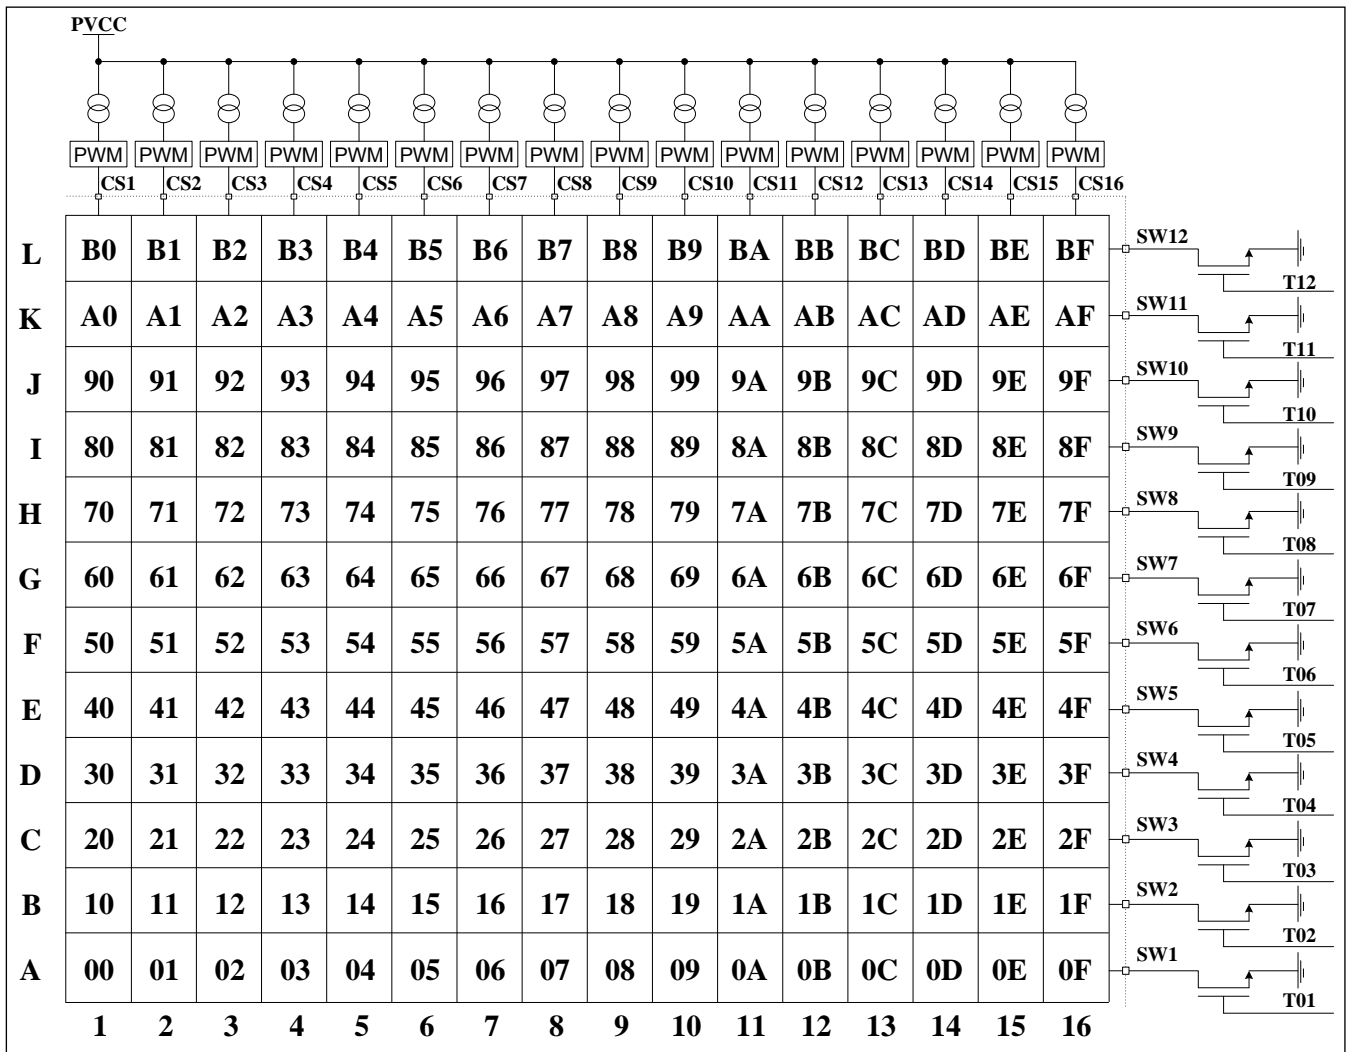 PVCC
PWM PWM PWM PWM PWM PWM PWM PWM PWM PWM PWM PWM PWM PWM PWM PWM
CS1 CS2 CS3 CS4 CS5 CS6 CS7 CS8 CS9 CS10 CS11 CS12 CS13 CS14 CS15 CS16
L B0 B1 B2 B3 B4 B5 B6 B7 B8 B9 BA BB BC BD BE BF SW12
T12
K A0 A1 A2 A3 A4 A5 A6 A7 A8 A9 AA AB AC AD AE AF SW11
T11
J 90 91 92 93 94 95 96 97 98 99 9A 9B 9C 9D 9E 9F SW10
T10
I 80 81 82 83 84 85 86 87 88 89 8A 8B 8C 8D 8E 8F SW9
T09
H 70 71 72 73 74 75 76 77 78 79 7A 7B 7C 7D 7E 7F SW8
T08
G 60 61 62 63 64 65 66 67 68 69 6A 6B 6C 6D 6E 6F SW7
T07
F 50 51 52 53 54 55 56 57 58 59 5A 5B 5C 5D 5E 5F SW6
T06
E 40 41 42 43 44 45 46 47 48 49 4A 4B 4C 4D 4E 4F SW5
T05
D 30 31 32 33 34 35 36 37 38 39 3A 3B 3C 3D 3E 3F SW4
T04
C 20 21 22 23 24 25 26 27 28 29 2A 2B 2C 2D 2E 2F SW3
T03
B 10 11 12 13 14 15 16 17 18 19 1A 1B 1C 1D 1E 1F SW2
T02
A 00 01 02 03 04 05 06 07 08 09 0A 0B 0C 0D 0E 0F SW1
T01
1 2 3 4 5 6 7 8 9 10 11 12 13 14 15 16